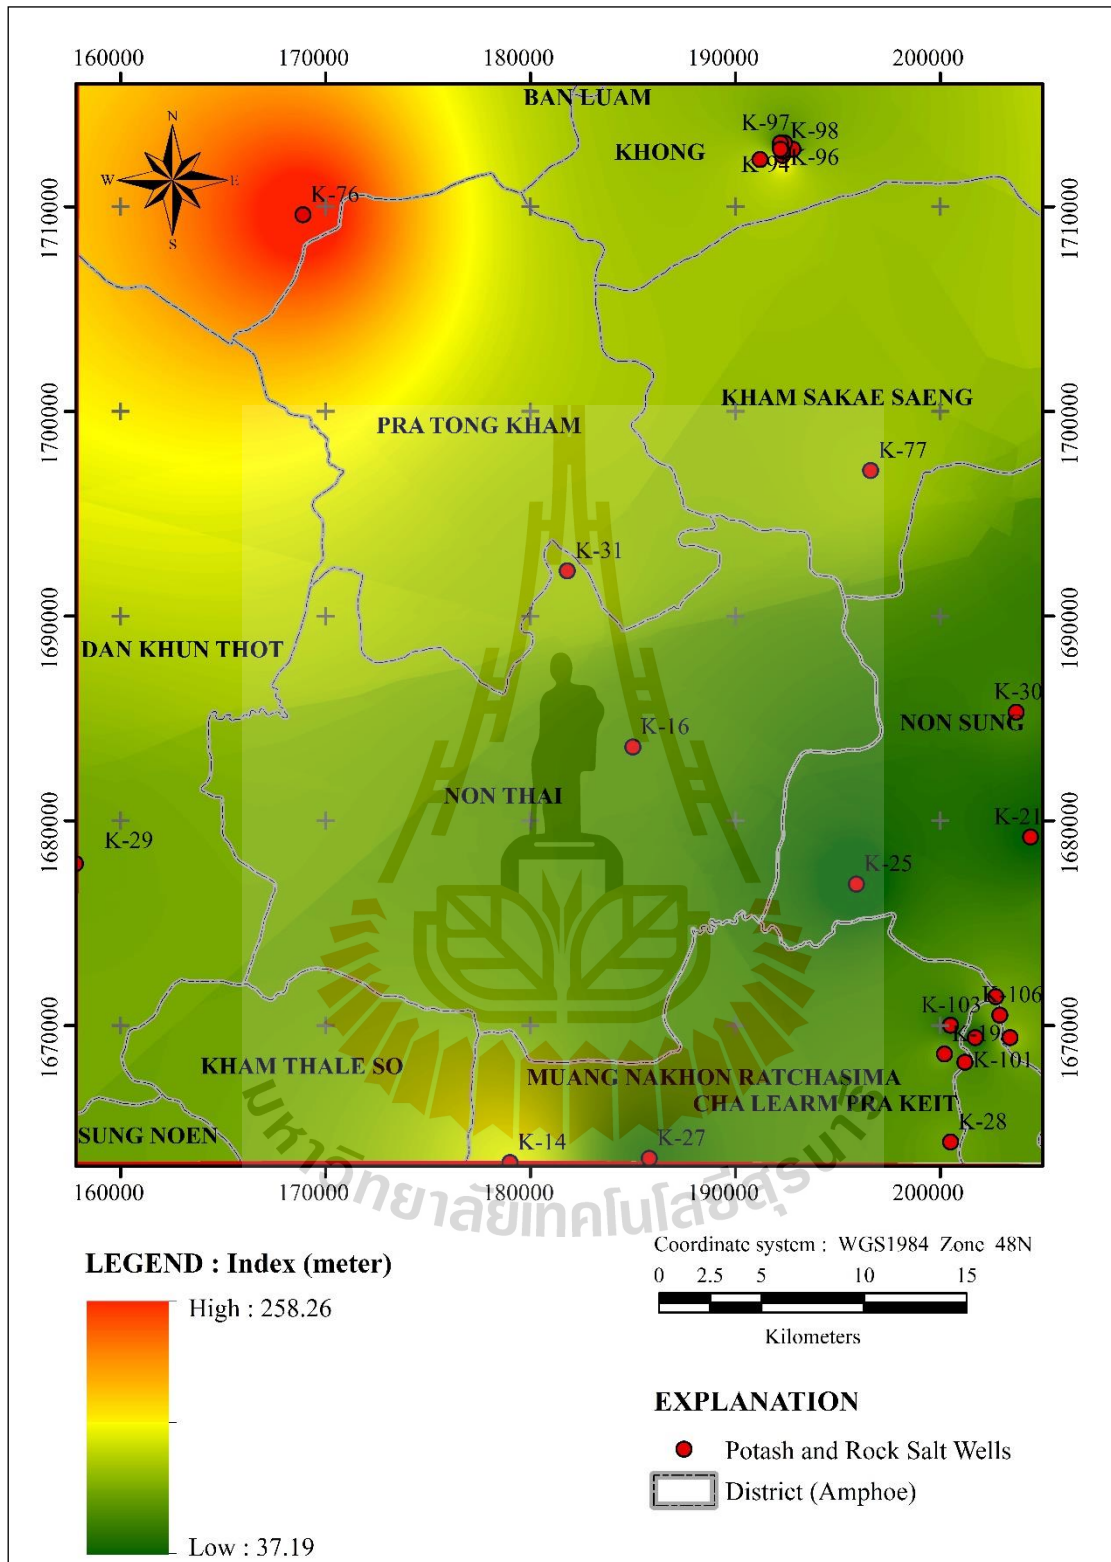 160000 170000 180000 190000 200000
BAN LUAM
K-97
K-98
KHONG
K-94
K-96
N
W E
S
K-76
1710000 1710000
KHAM SAKAE SAENG
1700000 1700000
PRA TONG KHAM
K-77
K-31
1690000 1690000
DAN KHUN THOT
K-30
NON SUNG
K-16
NON THAI
K-21
1680000 1680000
K-29
K-25
K-106
K-103
1670000 1670000
K-19
K-101
KHAM THALE SO
MUANG NAKHON RATCHASIMA
CHA LEARM PRA KEIT
SUNG NOEN
K-28
K-14
K-27
160000 170000 180000 190000 200000
มหาวิทยาลัยเทคโนโลยีสุรนารี
LEGEND : Index (meter)
High : 258.26
Low : 37.19
Coordinate system : WGS1984 Zone 48N
0 2.5 5 10 15
Kilometers
EXPLANATION
Potash and Rock Salt Wells
District (Amphoe)